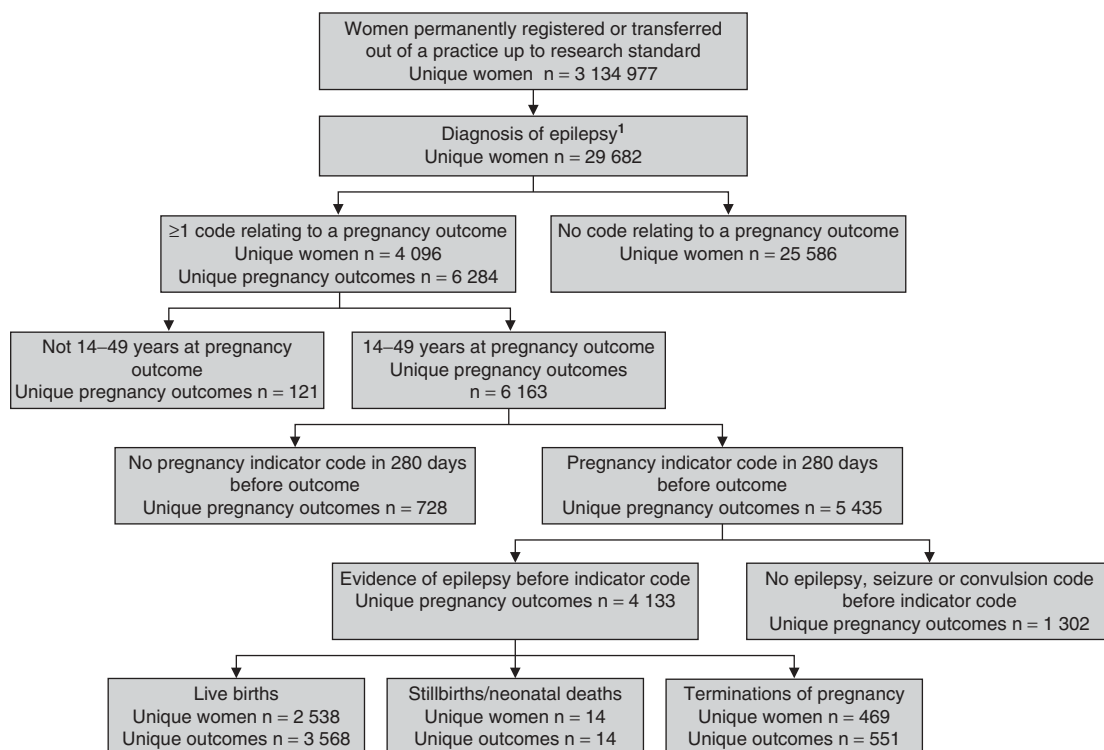 Women permanently registered or transferred
out of a practice up to research standard
Unique women n = 3 134 977
Diagnosis of epilepsy¹
Unique women n = 29 682
≥1 code relating to a pregnancy outcome
Unique women n = 4 096
Unique pregnancy outcomes n = 6 284
No code relating to a pregnancy outcome
Unique women n = 25 586
Not 14–49 years at pregnancy
outcome
Unique pregnancy outcomes n = 121
14–49 years at pregnancy outcome
Unique pregnancy outcomes
n = 6 163
No pregnancy indicator code in 280 days
before outcome
Unique pregnancy outcomes n = 728
Pregnancy indicator code in 280 days
before outcome
Unique pregnancy outcomes n = 5 435
Evidence of epilepsy before indicator code
Unique pregnancy outcomes n = 4 133
No epilepsy, seizure or convulsion code
before indicator code
Unique pregnancy outcomes n = 1 302
Live births
Unique women n = 2 538
Unique outcomes n = 3 568
Stillbirths/neonatal deaths
Unique women n = 14
Unique outcomes n = 14
Terminations of pregnancy
Unique women n = 469
Unique outcomes n = 551